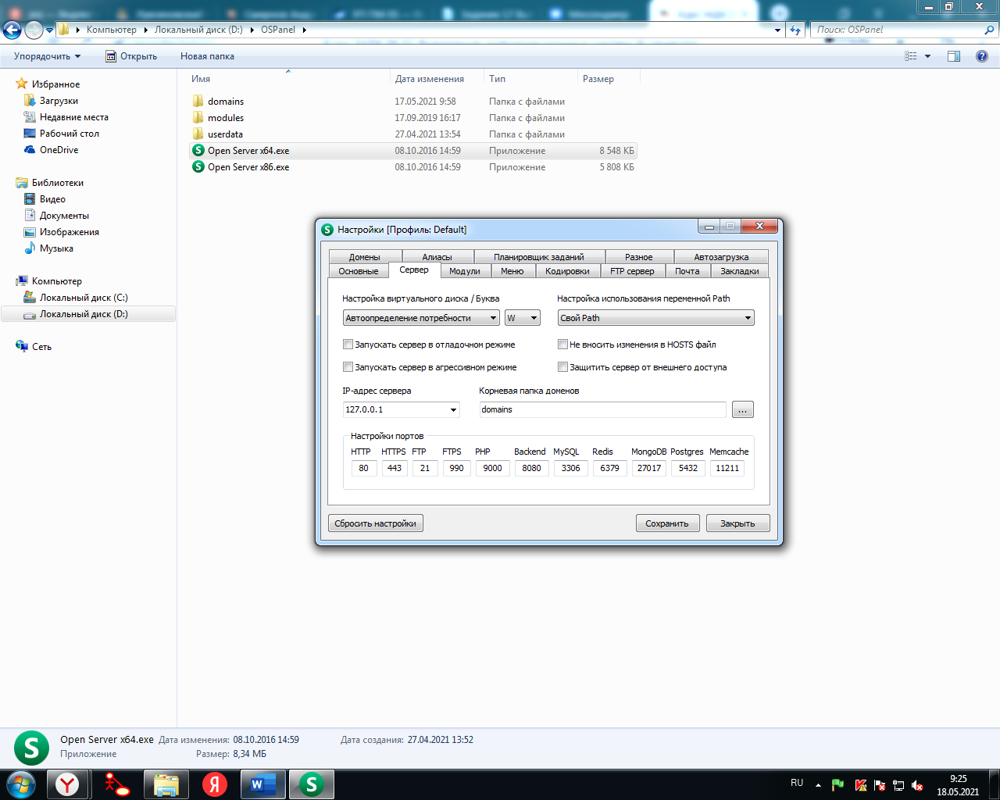 Компьютер Локальный диск (D:) OSPanel
Поиск: OSPanel
Упорядочить Открыть Новая папка
Имя Дата изменения Тип Размер
Избранное
Загрузки
Недавние места
Рабочий стол
OneDrive
Библиотеки
Видео
Документы
Изображения
Музыка
Компьютер
Локальный диск (C:)
Локальный диск (D:)
Сеть
domains 17.05.2021 9:58 Папка с файлами
modules 17.09.2019 16:17 Папка с файлами
userdata 27.04.2021 13:54 Папка с файлами
Open Server x64.exe 08.10.2016 14:59 Приложение 8 548 КБ
Open Server x86.exe 08.10.2016 14:59 Приложение 5 808 КБ
Настройки [Профиль: Default]
Домены Алиасы Планировщик заданий Разное Автозагрузка
Основные Сервер Модули Меню Кодировки FTP сервер Почта Закладки
Настройка виртуального диска / Буква Настройка использования переменной Path
Автоопределение потребности W Свой Path
Запускать сервер в отладочном режиме Не вносить изменения в HOSTS файл
Запускать сервер в агрессивном режиме Защитить сервер от внешнего доступа
IP-адрес сервера Корневая папка доменов
127.0.0.1 domains ...
Настройки портов
HTTP HTTPS FTP FTPS PHP Backend MySQL Redis MongoDB Postgres Memcache
80 443 21 990 9000 8080 3306 6379 27017 5432 11211
Сбросить настройки Сохранить Закрыть
Open Server x64.exe Дата изменения: 08.10.2016 14:59 Дата создания: 27.04.2021 13:52
Приложение Размер: 8,34 МБ
RU 9:25
18.05.2021